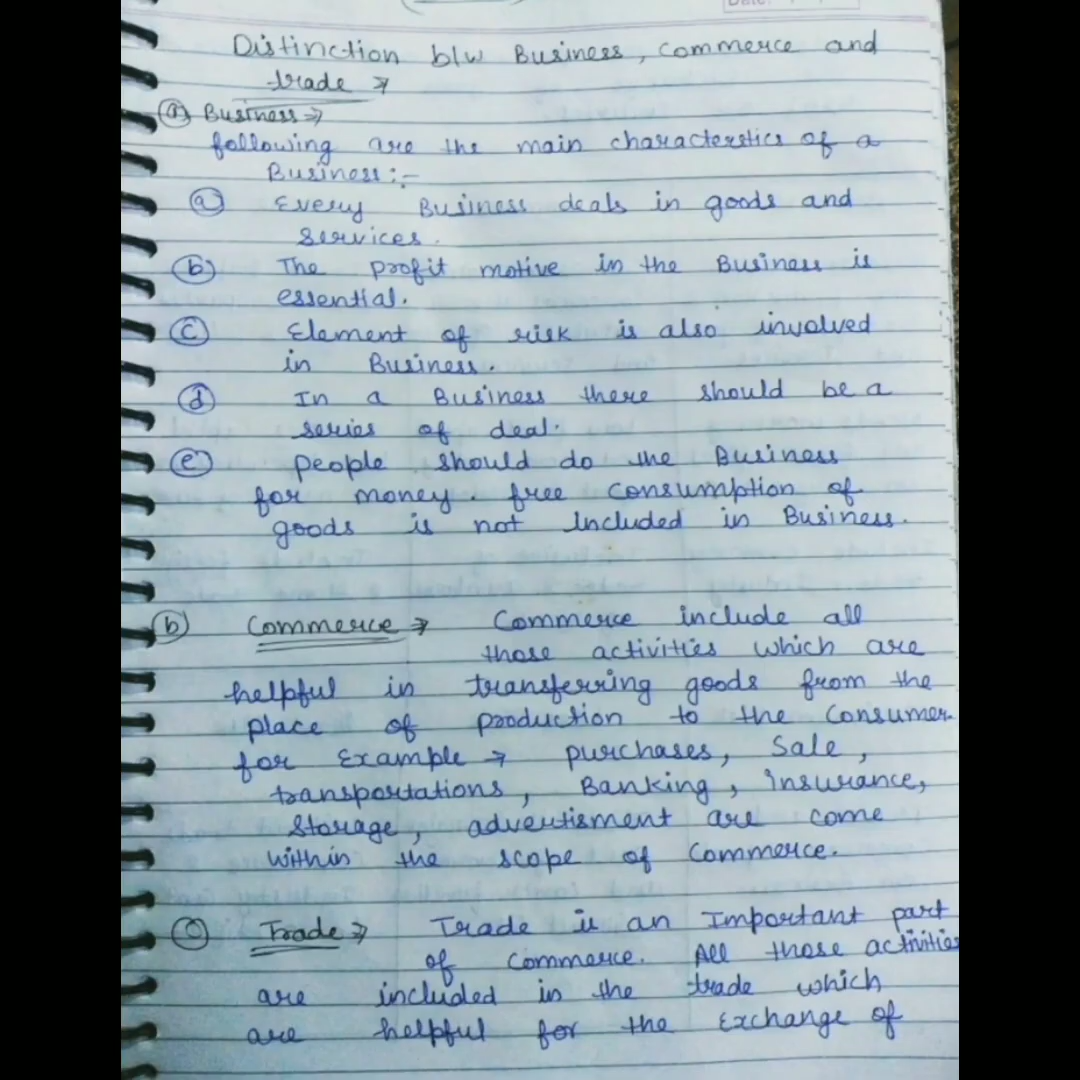 Date:
Distinction b/w Business, Commerce and
trade →
(a) Business ⇒
following are the main characterstics of a
Business :-
(a) Every Business deals in goods and
services.
(b) The profit motive in the Business is
essential.
(c) Element of risk is also involved
in Business.
(d) In a Business there should be a
series of deal.
(e) people should do the Business
for money. free consumption of
goods is not included in Business.
(b) Commerce → Commerce include all
those activities which are
helpful in transferring goods from the
place of production to the consumer.
for Example → purchases, Sale,
transportations, Banking, Insurance,
Storage, advertisment are come
within the scope of commerce.
(c) Trade ⇒ Trade is an Important part
of commerce. All those activities
are included in the trade which
are helpful for the exchange of